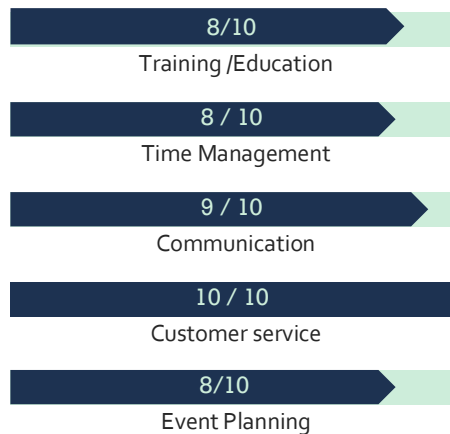 8/10
Training /Education
8 / 10
Time Management
9 / 10
Communication
10 / 10
Customer service
8/10
Event Planning